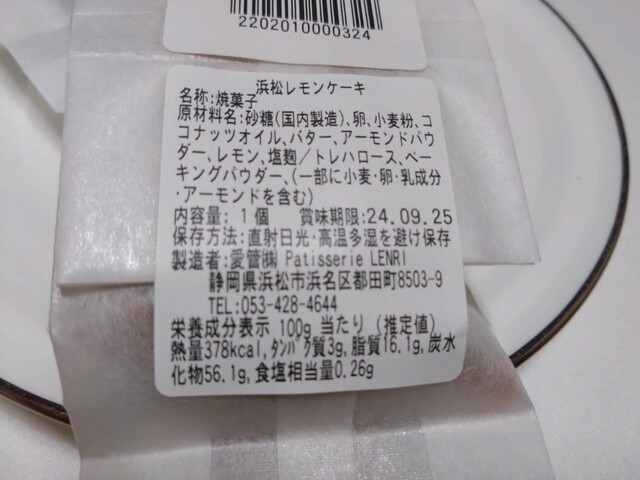 2202010000324
浜松レモンケーキ
名称:焼菓子
原材料名:砂糖(国内製造)、卵、小麦粉、コ
コナッツオイル、バター、アーモンドパウ
ダー、レモン、塩麹/トレハロース、ベー
キングパウダー、(一部に小麦・卵・乳成分
・アーモンドを含む)
内容量: 1個 賞味期限:24.09.25
保存方法:直射日光・高温多湿を避け保存
製造者:愛管㈱ Patisserie LENRI
静岡県浜松市浜名区都田町8503-9
TEL:053-428-4644
栄養成分表示 100g 当たり (推定値)
熱量378kcal,タンパク質3g,脂質16.1g,炭水
化物56.1g,食塩相当量0.26g